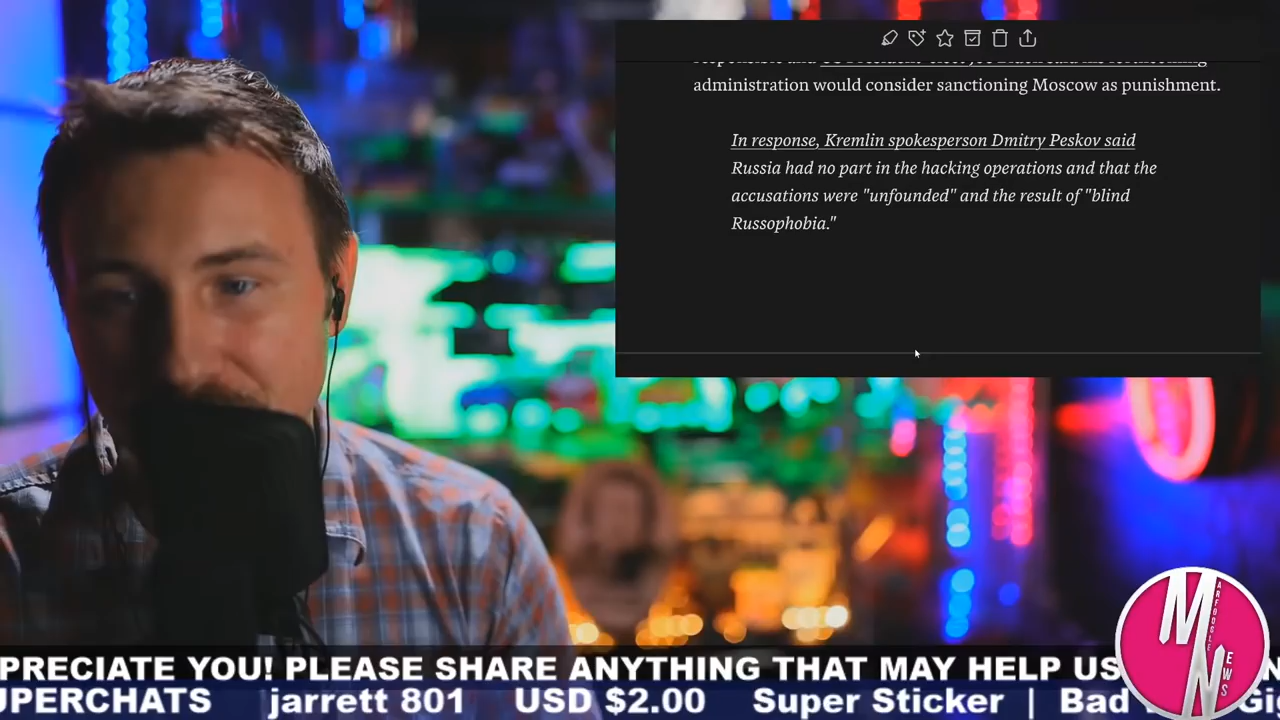 administration would consider sanctioning Moscow as punishment.
In response, Kremlin spokesperson Dmitry Peskov said
Russia had no part in the hacking operations and that the
accusations were "unfounded" and the result of "blind
Russophobia."
MARFOOGLE NEWS
PRECIATE YOU! PLEASE SHARE ANYTHING THAT MAY HELP US
UPERCHATS jarrett 801 USD $2.00 Super Sticker | Bad